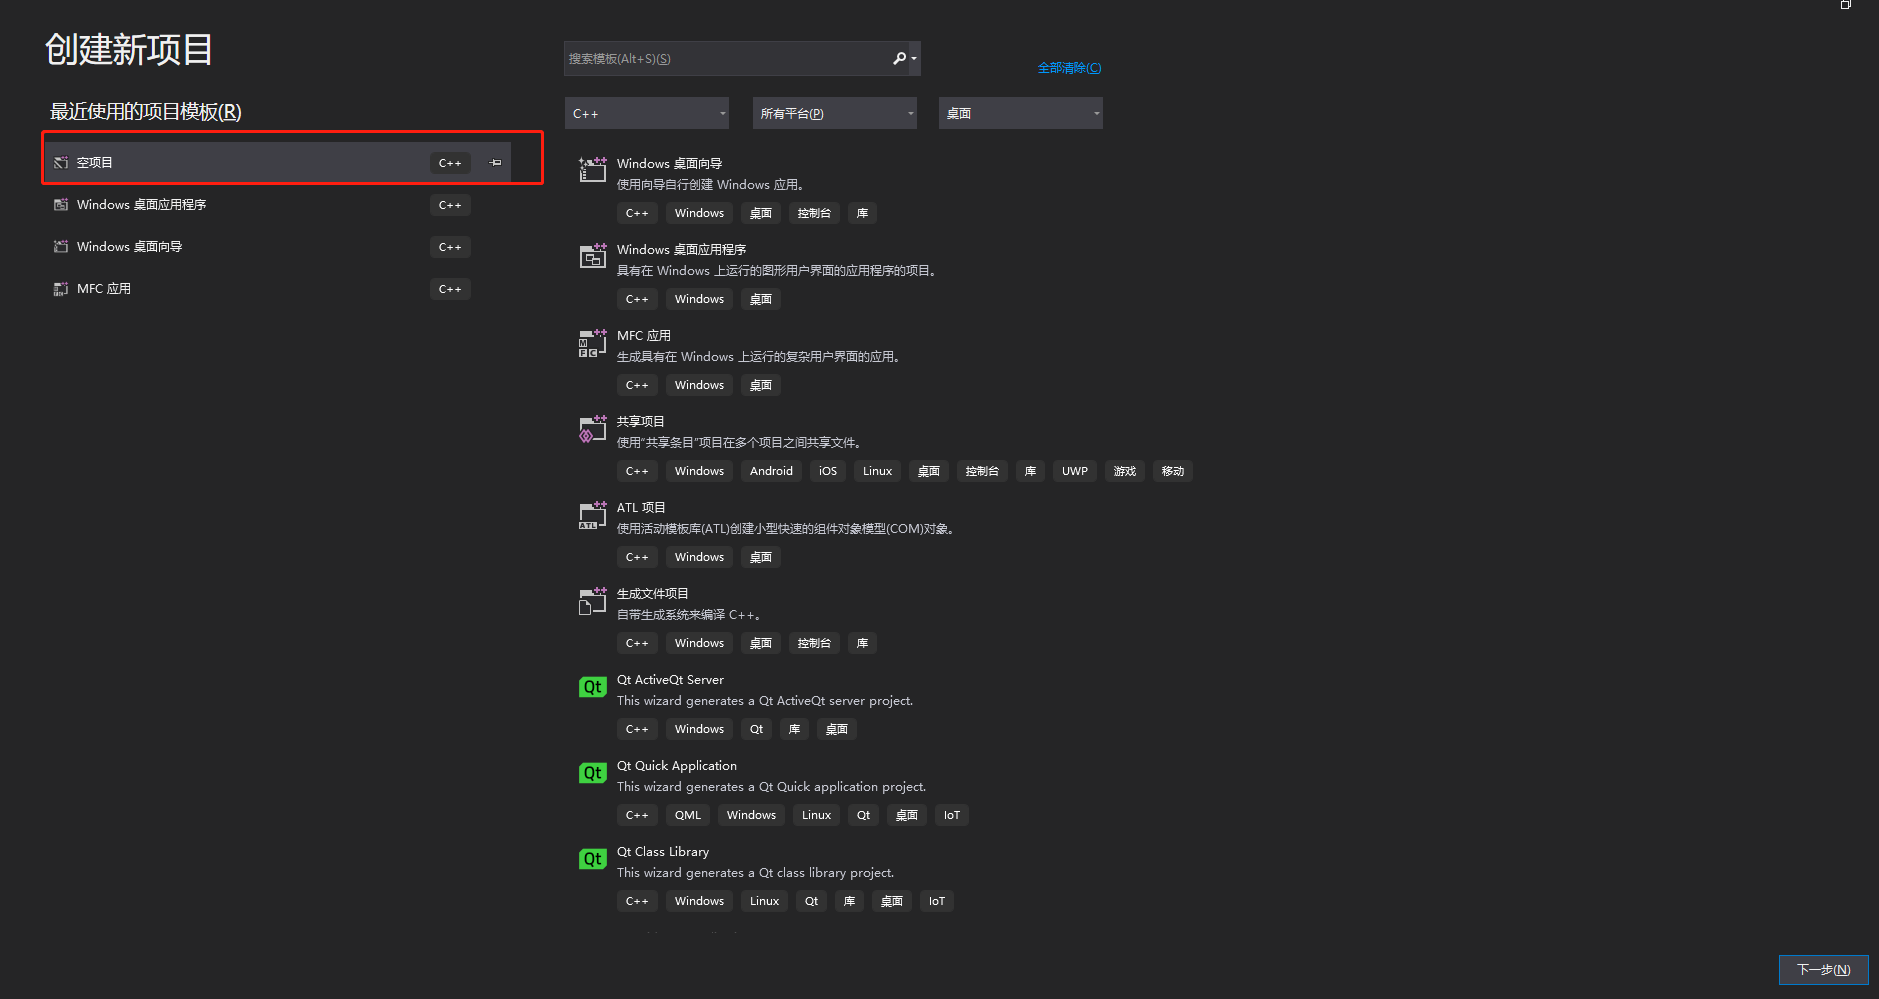 创建新项目
最近使用的项目模板(R)
空项目 C++
Windows 桌面应用程序 C++
Windows 桌面向导 C++
MFC 应用 C++
搜索模板(Alt+S)(S)
全部清除(C)
C++ 所有平台(P) 桌面
Windows 桌面向导
使用向导自行创建 Windows 应用。
C++ Windows 桌面 控制台 库
Windows 桌面应用程序
具有在 Windows 上运行的图形用户界面的应用程序的项目。
C++ Windows 桌面
MFC 应用
生成具有在 Windows 上运行的复杂用户界面的应用。
C++ Windows 桌面
共享项目
使用"共享条目"项目在多个项目之间共享文件。
C++ Windows Android iOS Linux 桌面 控制台 库 UWP 游戏 移动
ATL 项目
使用活动模板库(ATL)创建小型快速的组件对象模型(COM)对象。
C++ Windows 桌面
生成文件项目
自带生成系统来编译 C++。
C++ Windows 桌面 控制台 库
Qt ActiveQt Server
This wizard generates a Qt ActiveQt server project.
C++ Windows Qt 库 桌面
Qt Quick Application
This wizard generates a Qt Quick application project.
C++ QML Windows Linux Qt 桌面 IoT
Qt Class Library
This wizard generates a Qt class library project.
C++ Windows Linux Qt 库 桌面 IoT
下一步(N)